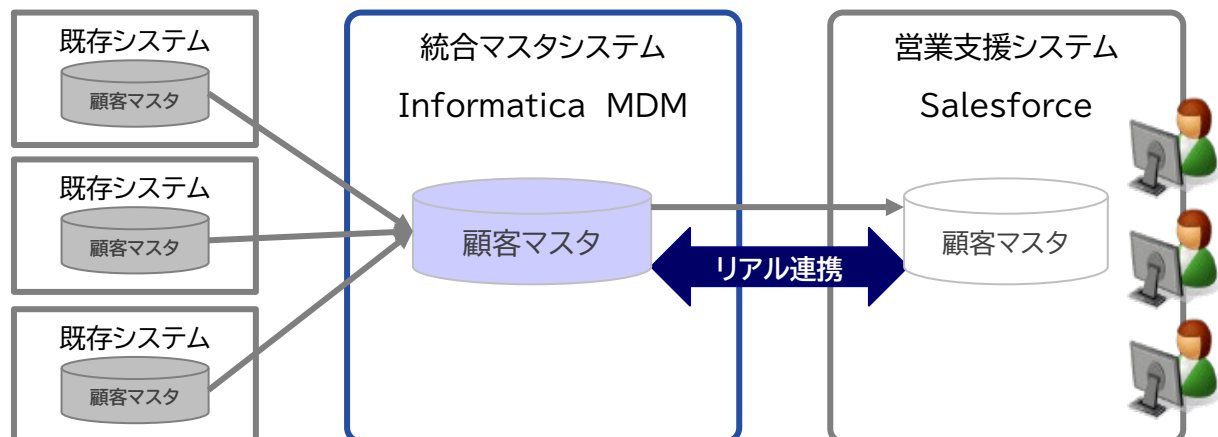 既存システム
顧客マスタ
既存システム
顧客マスタ
既存システム
顧客マスタ
統合マスタシステム
Informatica MDM
顧客マスタ
リアル連携
営業支援システム
Salesforce
顧客マスタ